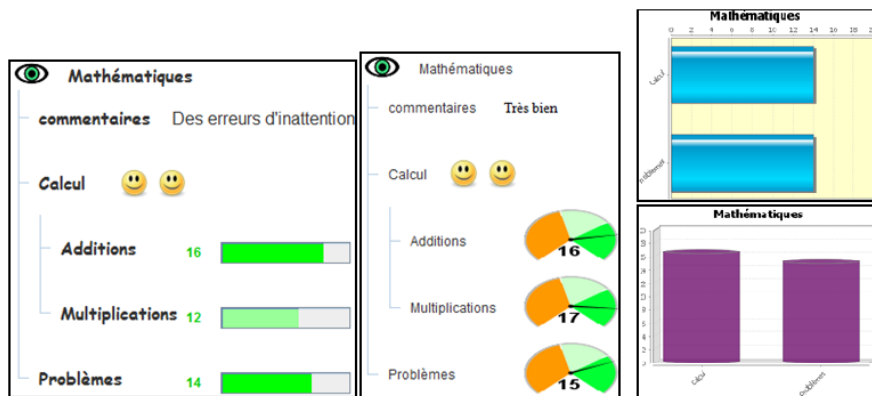 Mathématiques
commentaires Des erreurs d'inattention
Calcul
Additions 16
Multiplications 12
Problèmes 14
Mathématiques
commentaires Très bien
Calcul
Additions 16
Multiplications 17
Problèmes 15
Mathématiques
0 2 4 6 8 10 12 14 16 18
Calcul
Mathématiques
Calcul
Problèmes